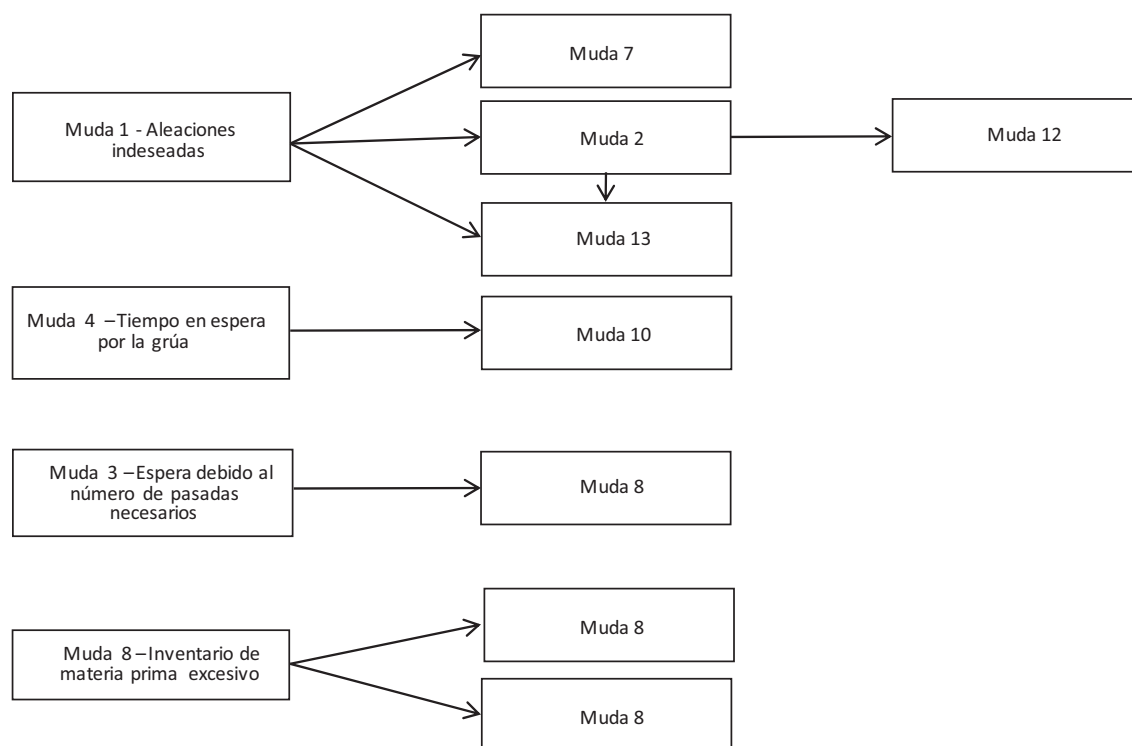 Muda 7
Muda 1 - Aleaciones
indeseadas
Muda 2
Muda 12
Muda 13
Muda 4 –Tiempo en espera
por la grúa
Muda 10
Muda 3 –Espera debido al
número de pasadas
necesarios
Muda 8
Muda 8 –Inventario de
materia prima excesivo
Muda 8
Muda 8